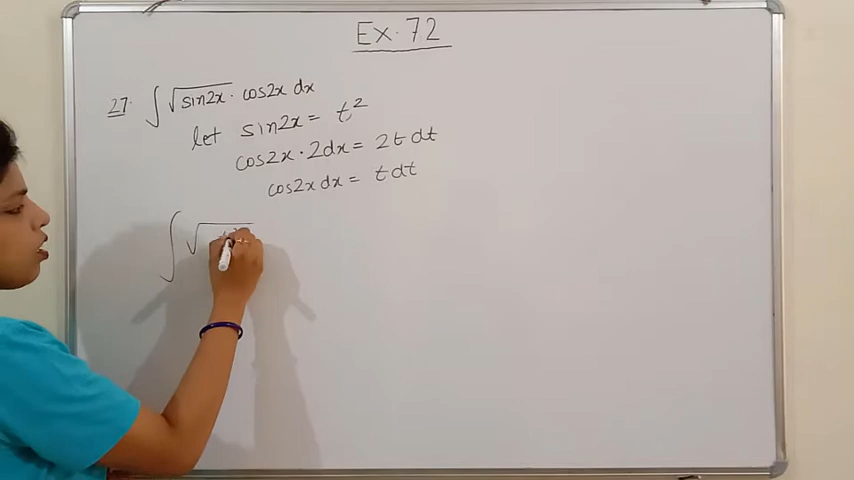 Ex. 72
27. ∫ √sin2x · cos2x dx
let sin2x = t²
cos2x · 2dx = 2t dt
cos2x dx = t dt
∫ √